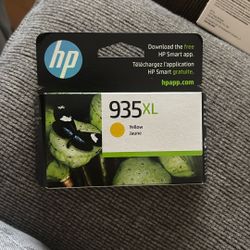 hp
Download the free
HP Smart app.
Téléchargez l'application
HP Smart gratuite.
hpapp.com
935XL
Yellow
Jaune